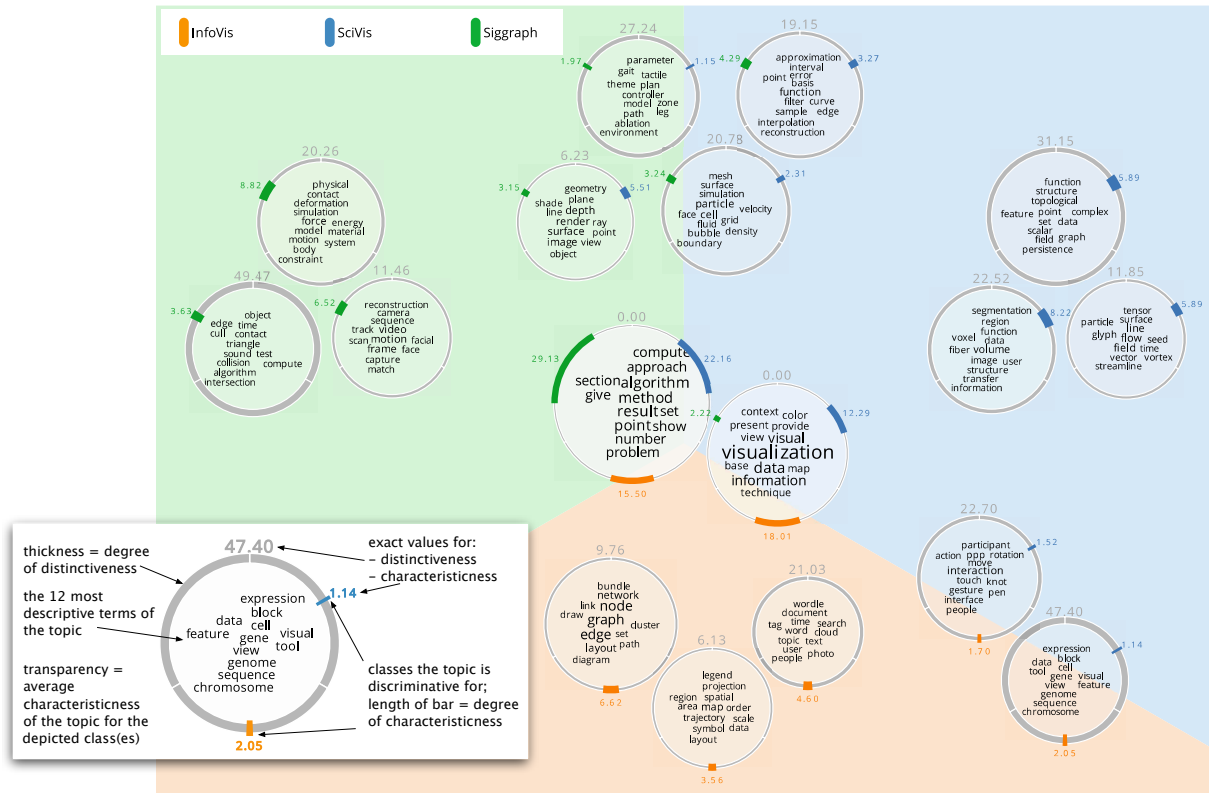 InfoVis
SciVis
Siggraph
27.24
1.97
1.15
parameter
gait tactile
theme plan
controller
model zone
path leg
ablation
environment
19.15
4.29
3.27
approximation
interval
point error
basis
function
filter curve
sample edge
interpolation
reconstruction
20.26
8.82
physical
contact
deformation
simulation
force energy
model material
motion system
body
constraint
6.23
3.15
5.51
geometry
plane
shade
line depth
render ray
surface point
image view
object
20.78
3.24
2.31
mesh
surface
simulation
particle
velocity
face cell
grid
fluid
bubble density
boundary
31.15
5.89
function
structure
topological
feature point complex
set data
scalar
field graph
persistence
49.47
3.63
object
edge time
cull contact
triangle
sound test
collision compute
algorithm
intersection
11.46
6.52
reconstruction
camera
sequence
track video
scan motion facial
frame face
capture
match
22.52
8.22
segmentation
region
function
voxel data
fiber volume
image user
structure
transfer
information
11.85
5.89
tensor
particle surface
line
glyph flow seed
field time
vector vortex
streamline
0.00
29.13
22.16
compute
approach
section algorithm
give method
result set
point show
number
problem
15.50
0.00
2.22
12.29
context color
present provide
view visual
visualization
base data map
information
technique
18.01
22.70
1.52
participant
action ppp rotation
move
interaction
touch knot
gesture pen
interface
people
1.70
47.40
1.14
expression
block
data cell
tool gene visual
view feature
genome
sequence
chromosome
2.05
9.76
bundle
network
link node
draw graph cluster
edge set
layout path
diagram
6.62
6.13
legend
projection
region spatial
area map order
trajectory scale
symbol data
layout
3.56
21.03
wordle
document
tag time search
word cloud
topic text
user
people photo
4.60
thickness = degree
of distinctiveness
the 12 most
descriptive terms of
the topic
transparency =
average
characteristicness
of the topic for the
depicted class(es)
47.40
1.14
expression
block
data cell
feature gene visual
view tool
genome
sequence
chromosome
2.05
exact values for:
– distinctiveness
– characteristicness
classes the topic is
discriminative for;
length of bar = degree
of characteristicness